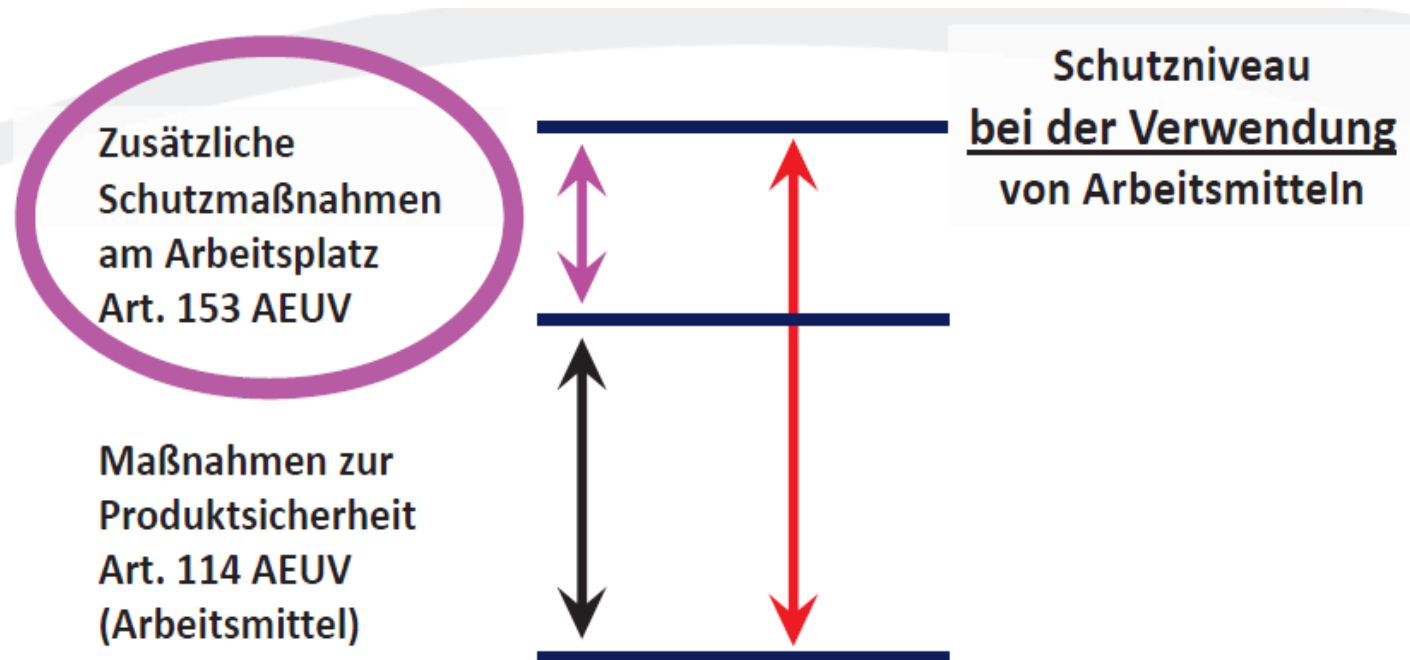 Zusätzliche
Schutzmaßnahmen
am Arbeitsplatz
Art. 153 AEUV
Maßnahmen zur
Produktsicherheit
Art. 114 AEUV
(Arbeitsmittel)
Schutzniveau
bei der Verwendung
von Arbeitsmitteln